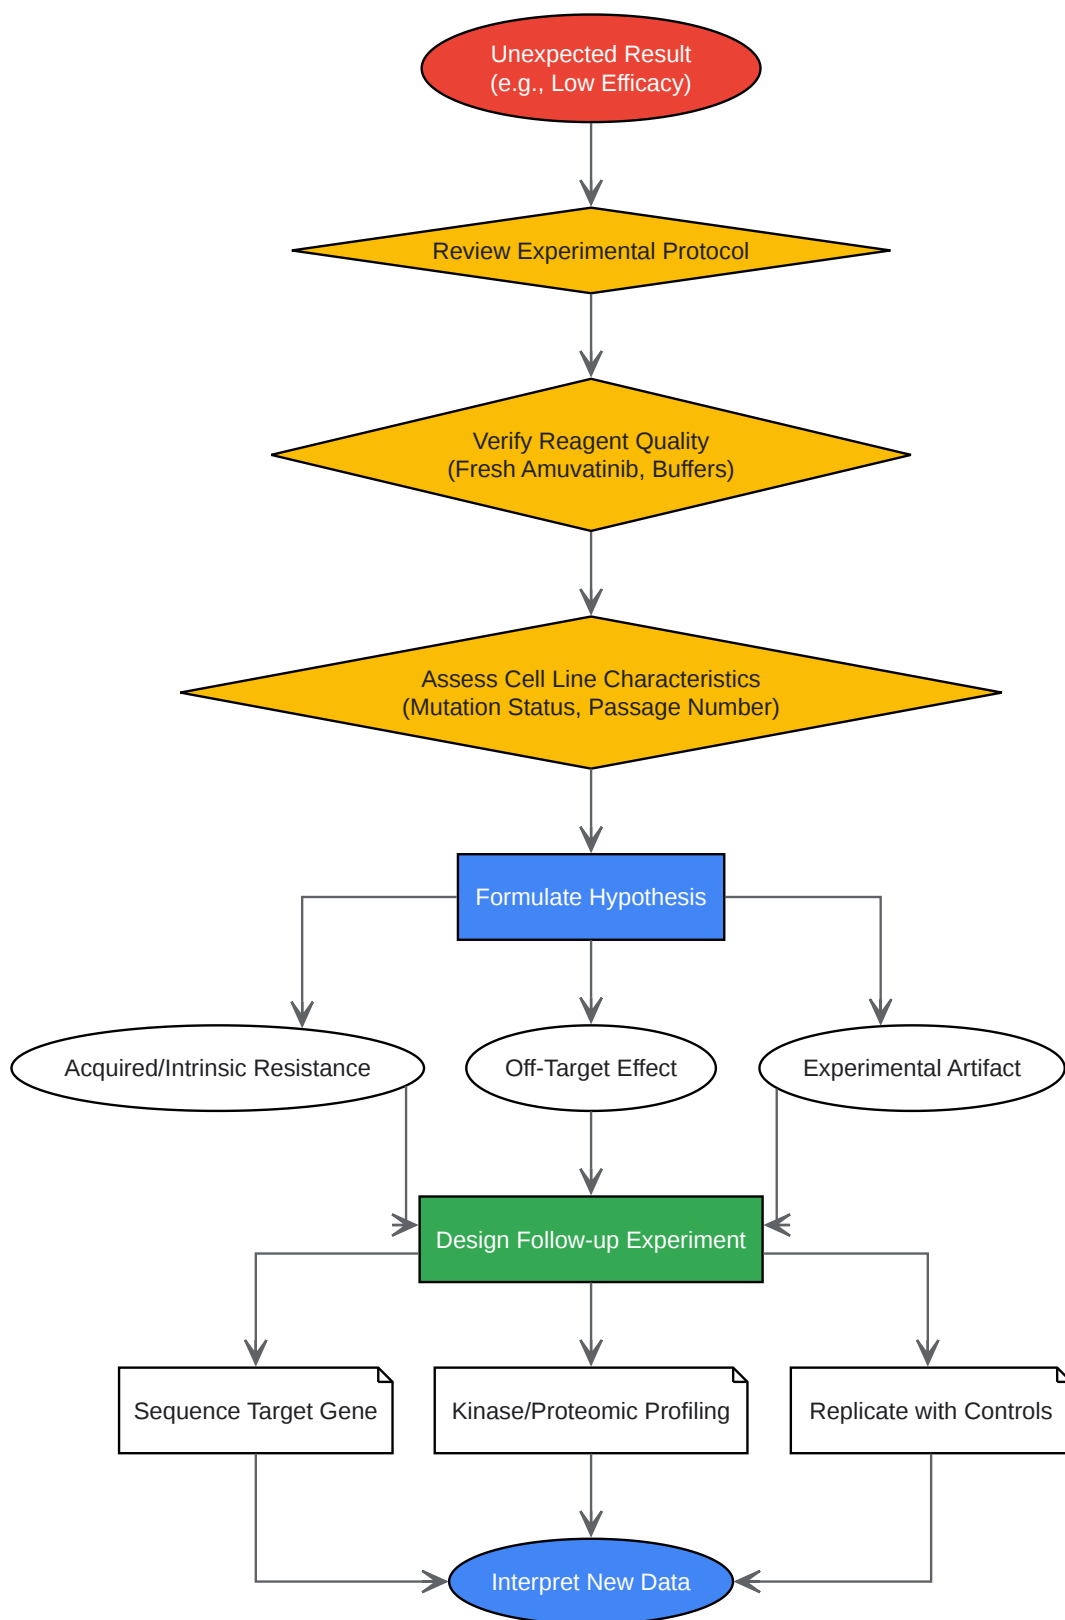 Unexpected Result
(e.g., Low Efficacy)
Review Experimental Protocol
Verify Reagent Quality
(Fresh Amuvatinib, Buffers)
Assess Cell Line Characteristics
(Mutation Status, Passage Number)
Formulate Hypothesis
Acquired/Intrinsic Resistance
Off-Target Effect
Experimental Artifact
Design Follow-up Experiment
Sequence Target Gene
Kinase/Proteomic Profiling
Replicate with Controls
Interpret New Data